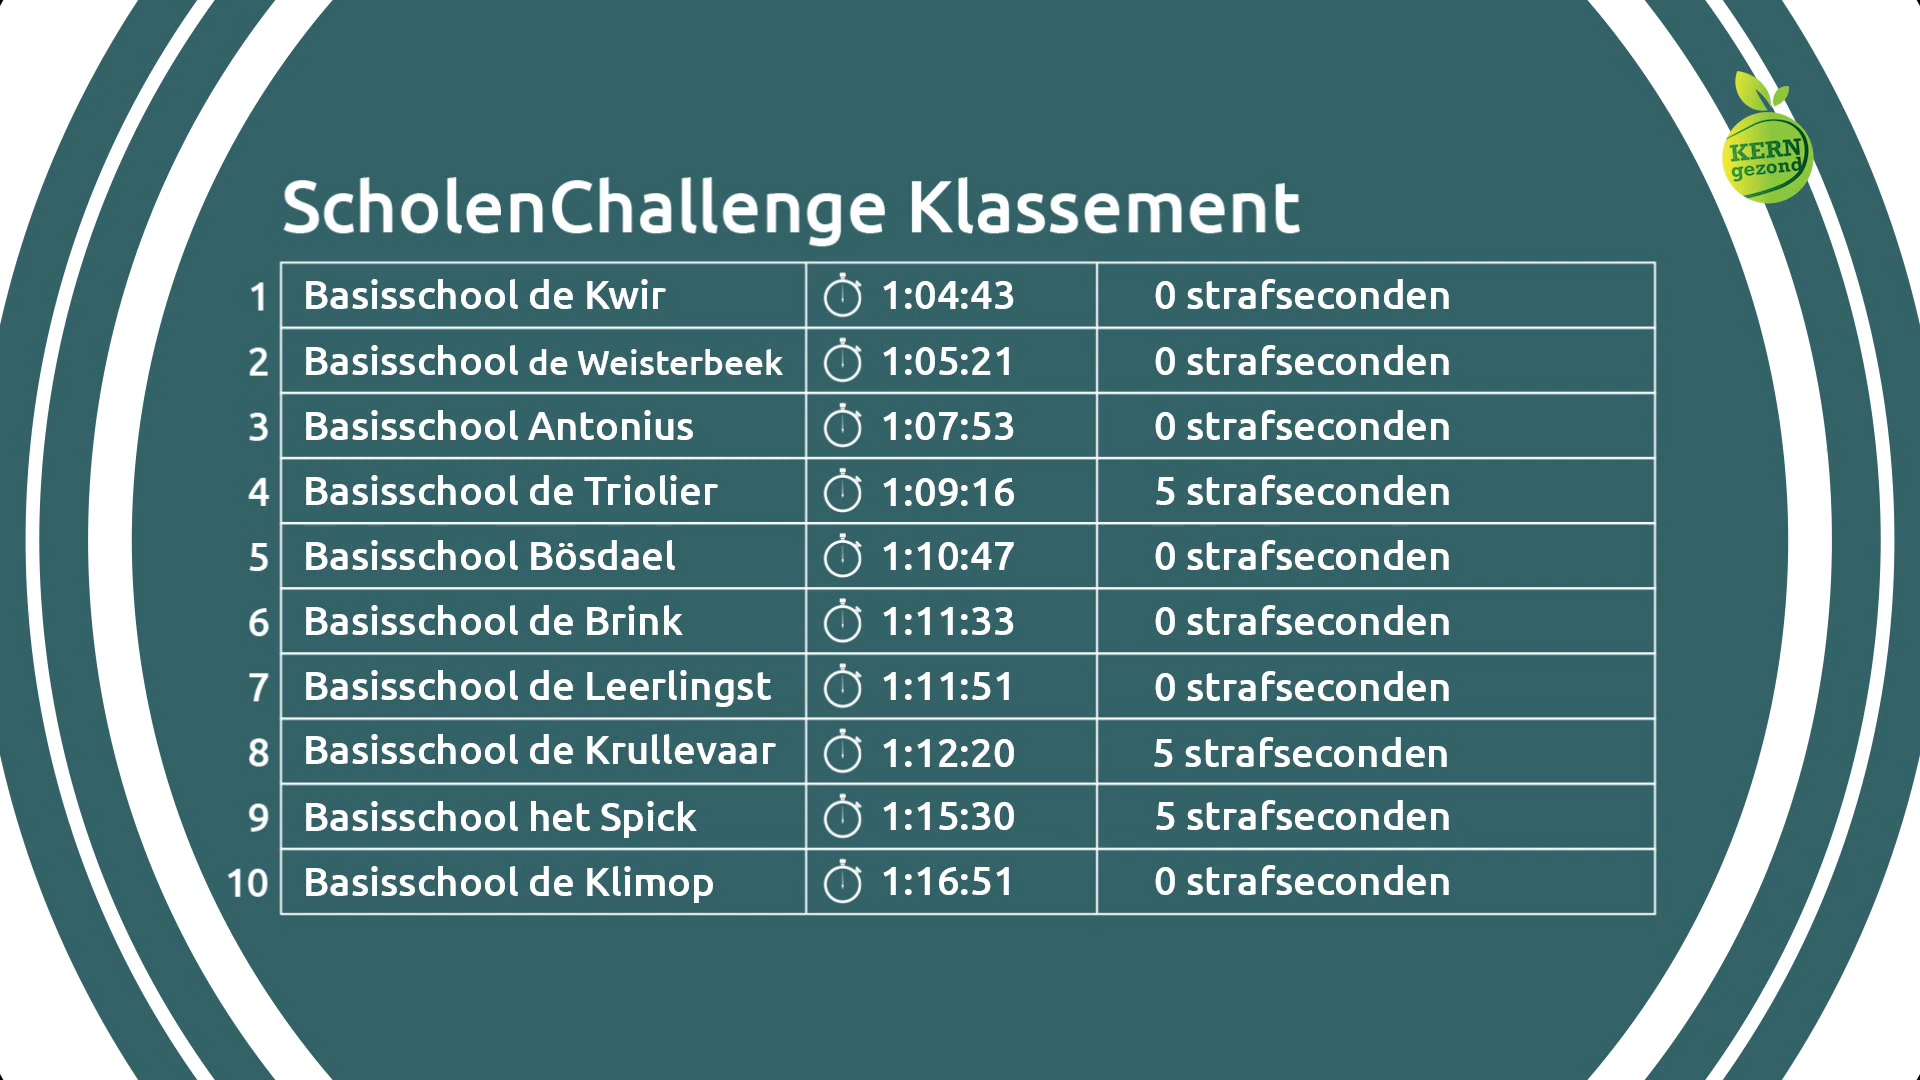 KERN
gezond
ScholenChallenge Klassement
1 Basisschool de Kwir 1:04:43 0 strafseconden
2 Basisschool de Weisterbeek 1:05:21 0 strafseconden
3 Basisschool Antonius 1:07:53 0 strafseconden
4 Basisschool de Triolier 1:09:16 5 strafseconden
5 Basisschool Bösdael 1:10:47 0 strafseconden
6 Basisschool de Brink 1:11:33 0 strafseconden
7 Basisschool de Leerlingst 1:11:51 0 strafseconden
8 Basisschool de Krullevaar 1:12:20 5 strafseconden
9 Basisschool het Spick 1:15:30 5 strafseconden
10 Basisschool de Klimop 1:16:51 0 strafseconden